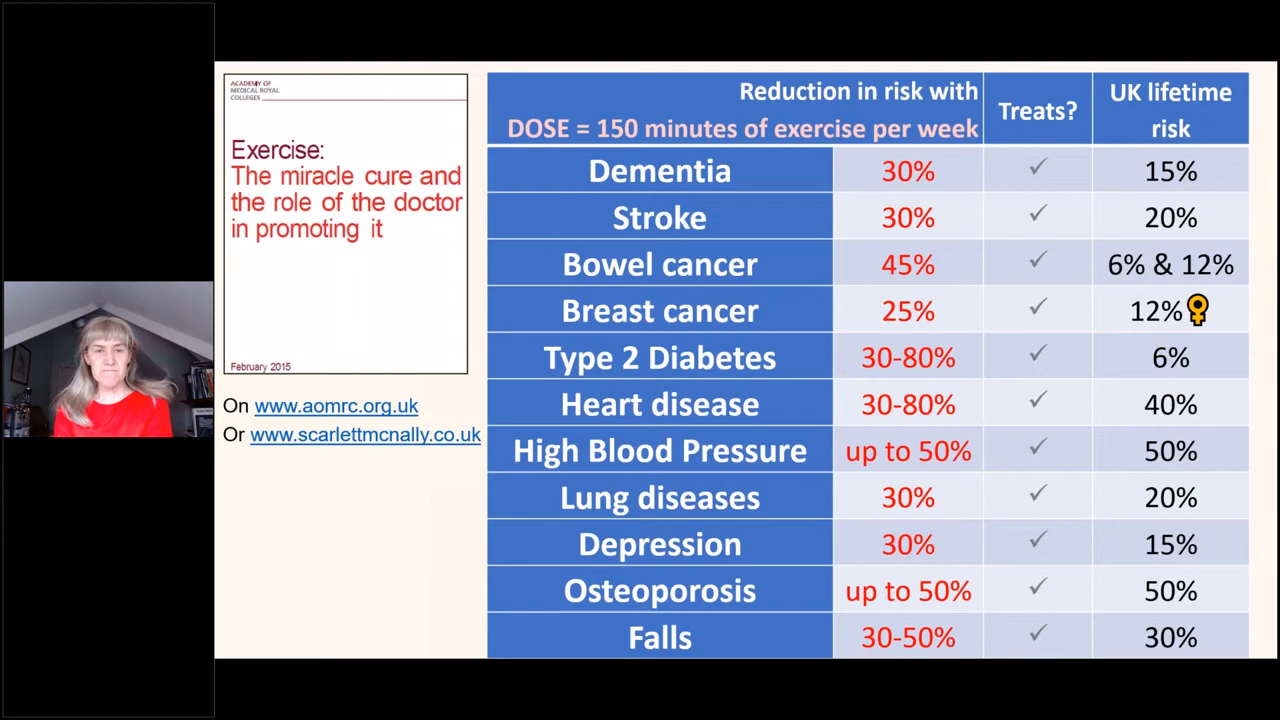 ACADEMY OF
MEDICAL ROYAL
COLLEGES
Exercise:
The miracle cure and
the role of the doctor
in promoting it
February 2015
On www.aomrc.org.uk
Or www.scarlettmcnally.co.uk
Reduction in risk with
DOSE = 150 minutes of exercise per week
Treats?
UK lifetime
risk
Dementia 30% ✓ 15%
Stroke 30% ✓ 20%
Bowel cancer 45% ✓ 6% & 12%
Breast cancer 25% ✓ 12%
Type 2 Diabetes 30-80% ✓ 6%
Heart disease 30-80% ✓ 40%
High Blood Pressure up to 50% ✓ 50%
Lung diseases 30% ✓ 20%
Depression 30% ✓ 15%
Osteoporosis up to 50% ✓ 50%
Falls 30-50% ✓ 30%